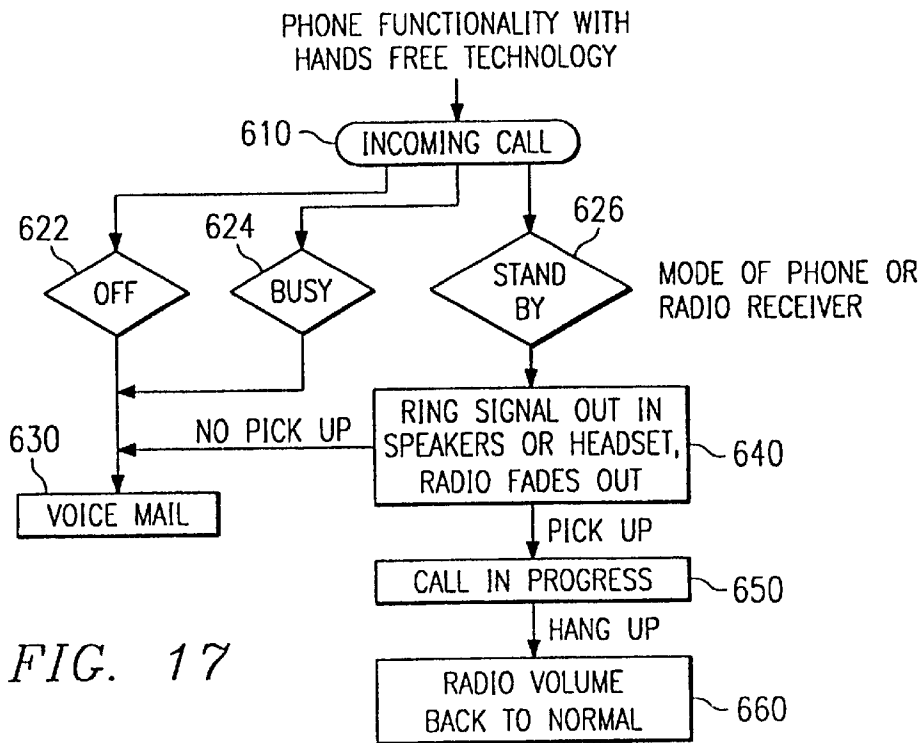 PHONE FUNCTIONALITY WITH
HANDS FREE TECHNOLOGY
610
INCOMING CALL
622
OFF
624
BUSY
626
STAND
BY
MODE OF PHONE OR
RADIO RECEIVER
NO PICK UP
RING SIGNAL OUT IN
SPEAKERS OR HEADSET,
RADIO FADES OUT
640
630
VOICE MAIL
PICK UP
CALL IN PROGRESS
650
HANG UP
RADIO VOLUME
BACK TO NORMAL
660
FIG. 17